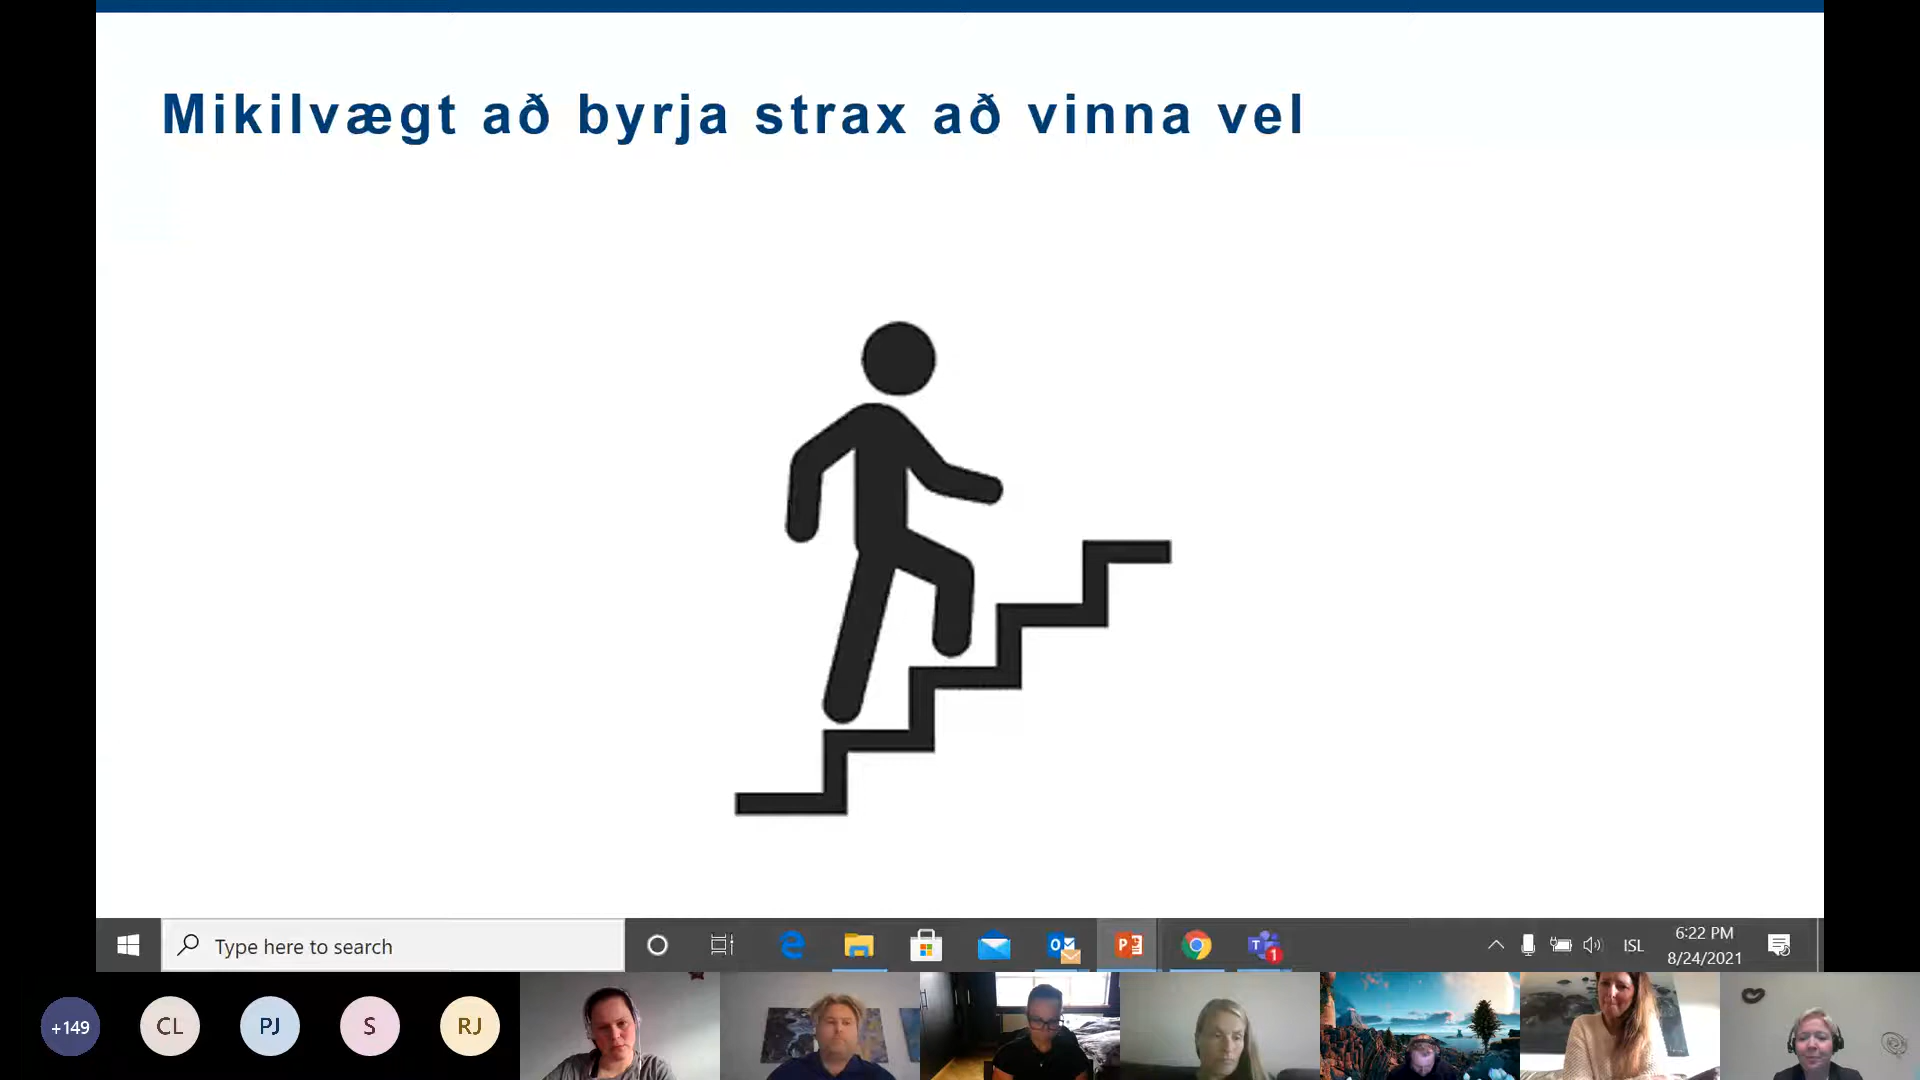 Mikilvægt að byrja strax að vinna vel
Type here to search
ISL
6:22 PM
8/24/2021
1
+149
CL
PJ
S
RJ